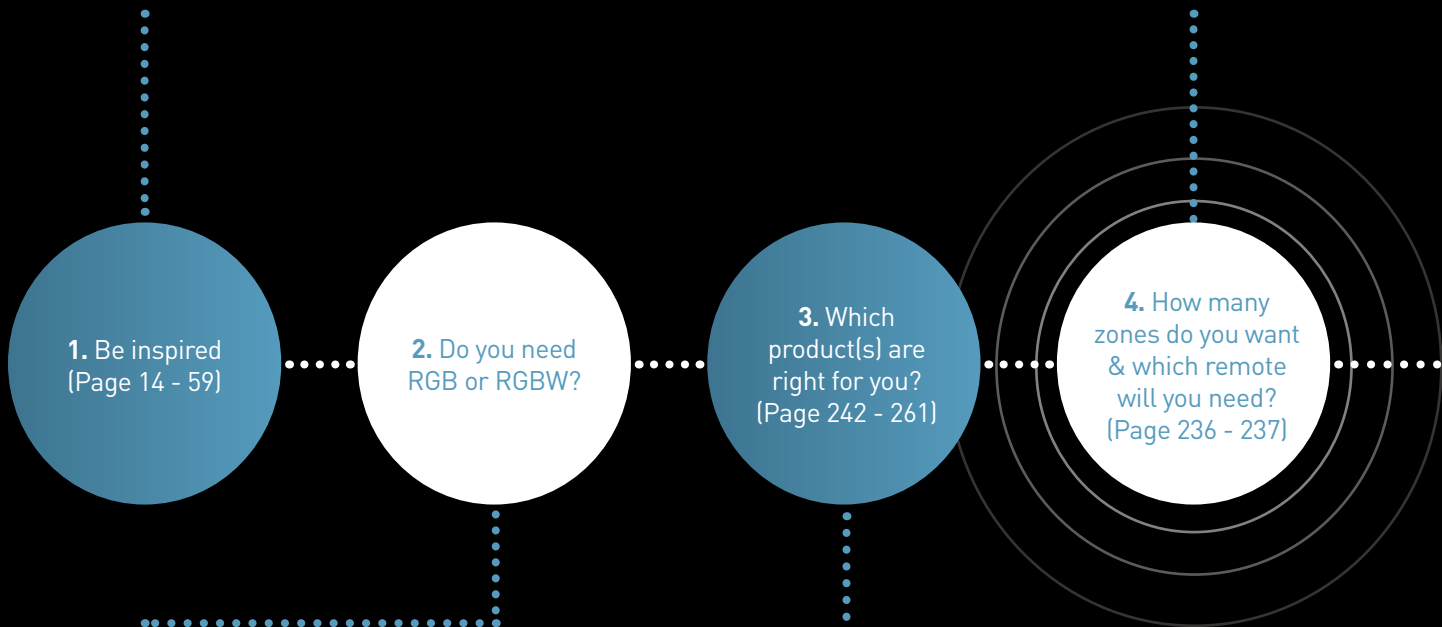 1. Be inspired
(Page 14 - 59)
2. Do you need
RGB or RGBW?
3. Which
product(s) are
right for you?
(Page 242 - 261)
4. How many
zones do you want
& which remote
will you need?
(Page 236 - 237)